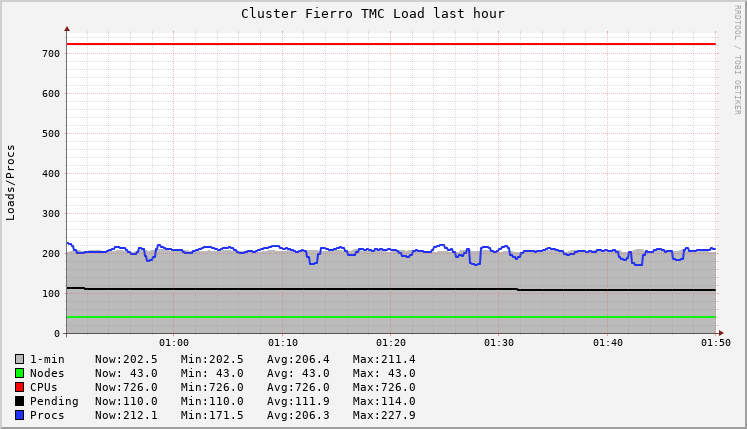 Cluster Fierro TMC Load last hour
RRDTOOL / TOBI OETIKER
Loads/Procs
700
600
500
400
300
200
100
0
01:00 01:10 01:20 01:30 01:40 01:50
1-min Now:202.5 Min:202.5 Avg:206.4 Max:211.4
Nodes Now: 43.0 Min: 43.0 Avg: 43.0 Max: 43.0
CPUs Now:726.0 Min:726.0 Avg:726.0 Max:726.0
Pending Now:110.0 Min:110.0 Avg:111.9 Max:114.0
Procs Now:212.1 Min:171.5 Avg:206.3 Max:227.9